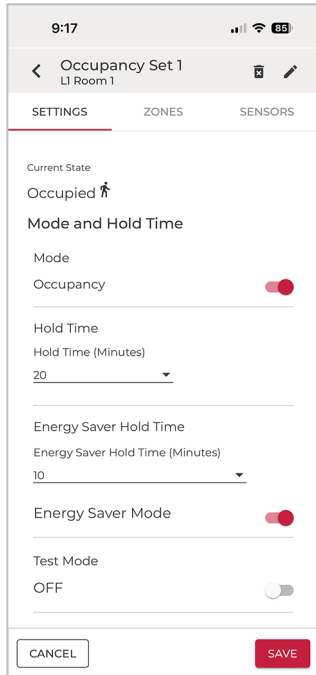 9:17
85
Occupancy Set 1
L1 Room 1
SETTINGS ZONES SENSORS
Current State
Occupied
Mode and Hold Time
Mode
Occupancy
Hold Time
Hold Time (Minutes)
20
Energy Saver Hold Time
Energy Saver Hold Time (Minutes)
10
Energy Saver Mode
Test Mode
OFF
CANCEL SAVE